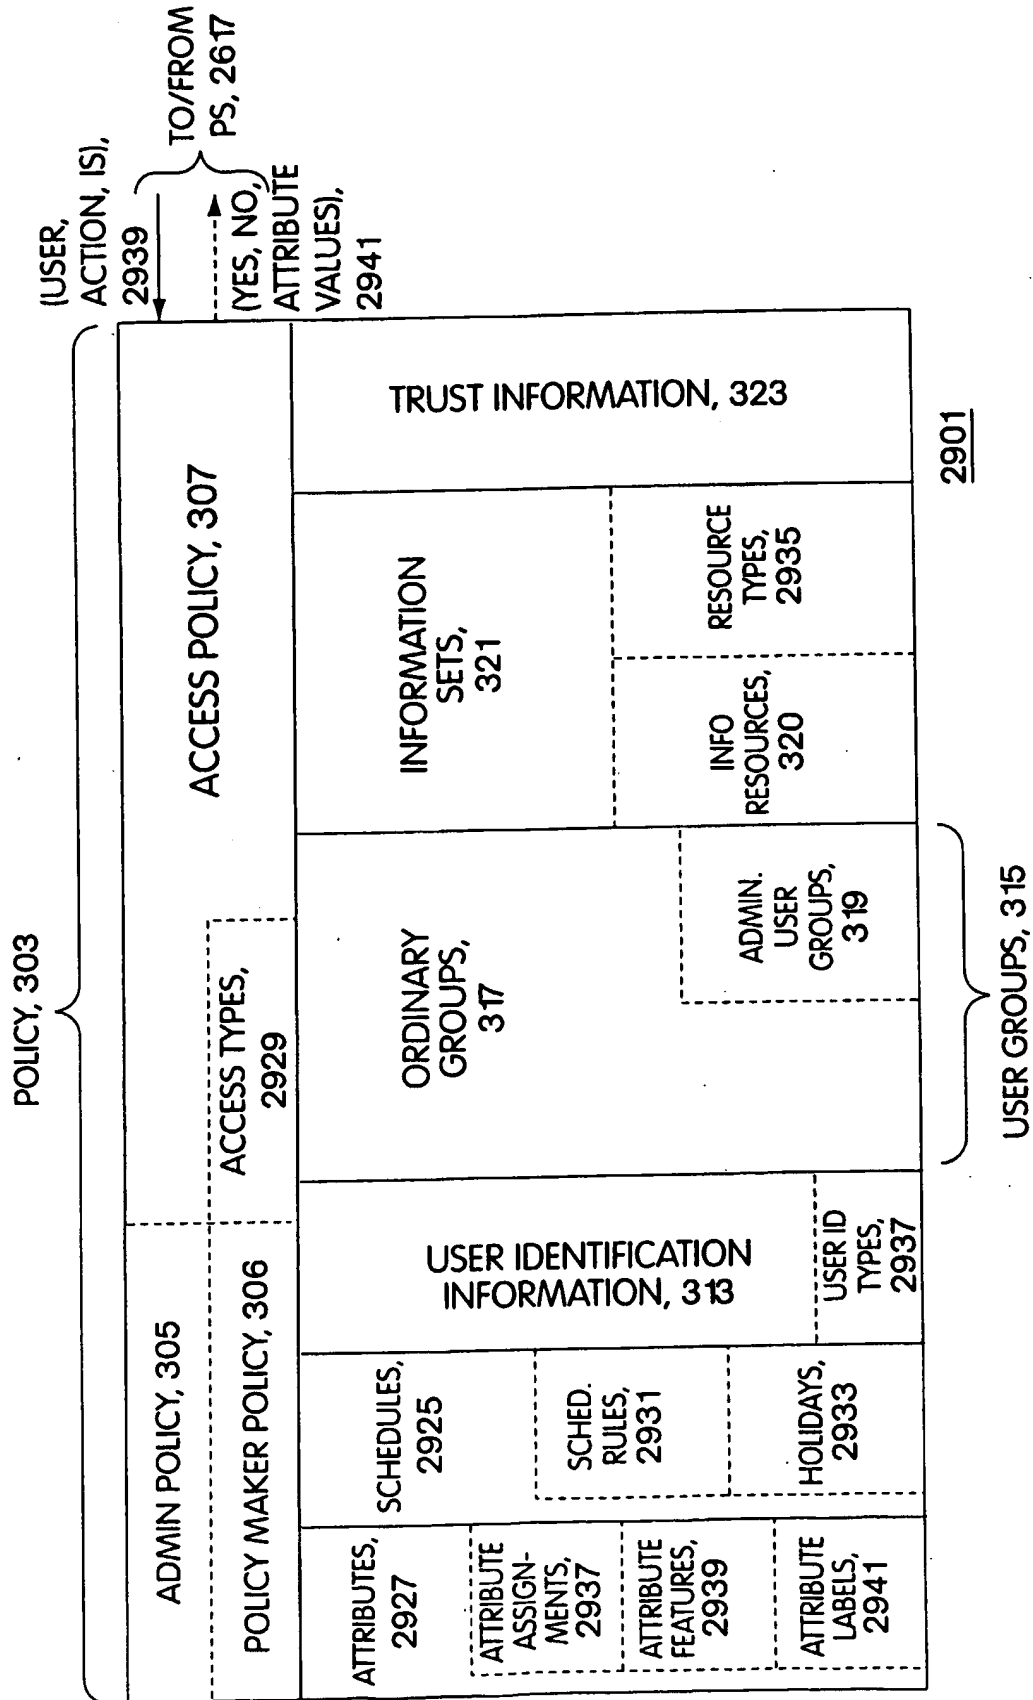 POLICY, 303
(USER,
ACTION, IS),
2939
TO/FROM
PS, 2617
(YES, NO,
ATTRIBUTE
VALUES),
2941
ADMIN POLICY, 305
POLICY MAKER POLICY, 306
ACCESS TYPES,
2929
ACCESS POLICY, 307
ATTRIBUTES,
2927
ATTRIBUTE
ASSIGN-
MENTS,
2937
ATTRIBUTE
FEATURES,
2939
ATTRIBUTE
LABELS,
2941
SCHEDULES,
2925
SCHED.
RULES,
2931
HOLIDAYS,
2933
USER IDENTIFICATION
INFORMATION, 313
USER ID
TYPES,
2937
ORDINARY
GROUPS,
317
ADMIN.
USER
GROUPS,
319
INFORMATION
SETS,
321
INFO
RESOURCES,
320
RESOURCE
TYPES,
2935
TRUST INFORMATION, 323
USER GROUPS, 315
2901